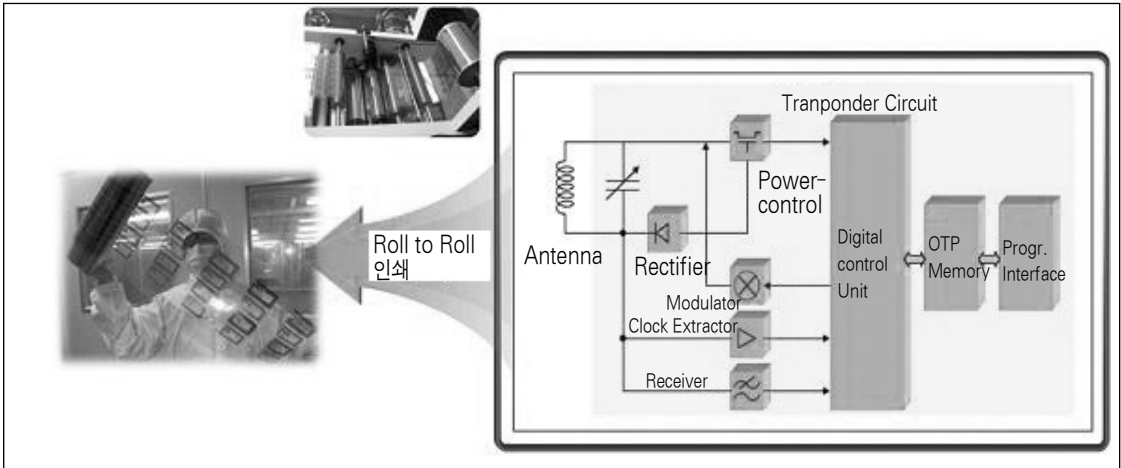 Tranponder Circuit
Power-
control
Antenna
Rectifier
Roll to Roll
인쇄
Digital
control
Unit
OTP
Memory
Progr.
Interface
Modulator
Clock Extractor
Receiver